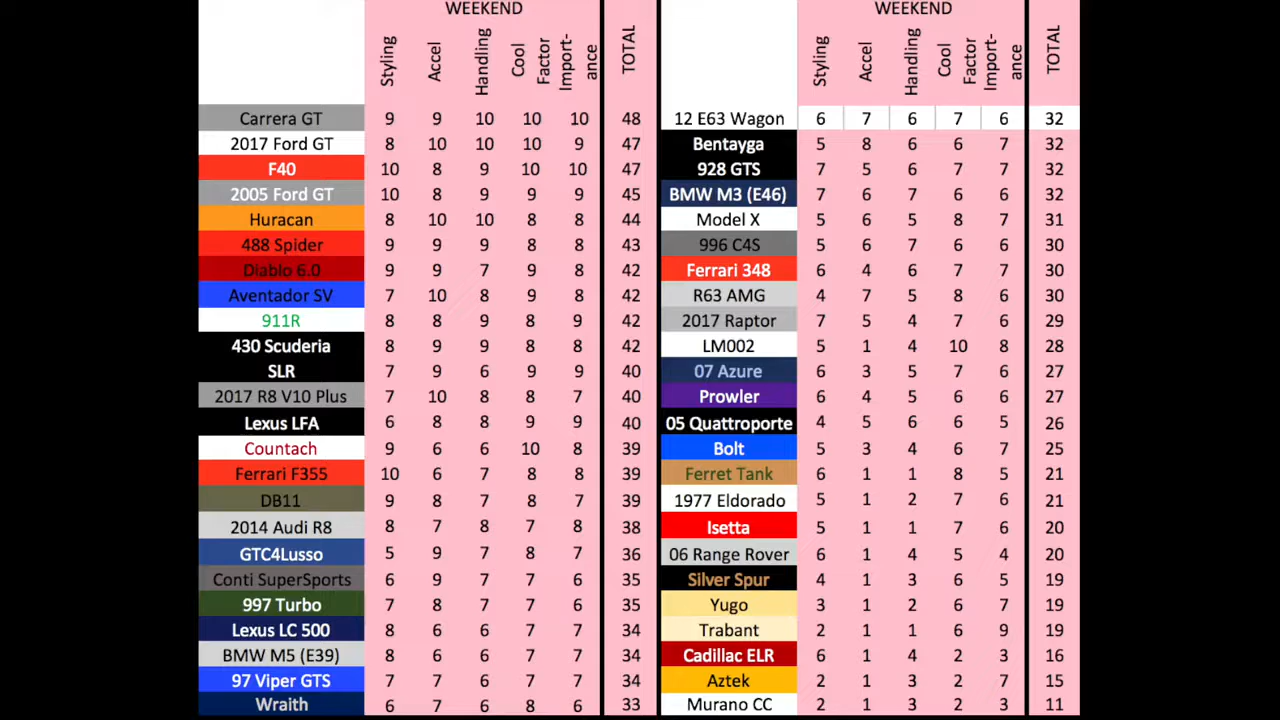 WEEKEND WEEKEND
Styling Accel Handling Cool Factor Import-ance TOTAL Styling Accel Handling Cool Factor Import-ance TOTAL
Carrera GT 9 9 10 10 10 48 12 E63 Wagon 6 7 6 7 6 32
2017 Ford GT 8 10 10 10 9 47 Bentayga 5 8 6 6 7 32
F40 10 8 9 10 10 47 928 GTS 7 5 6 7 7 32
2005 Ford GT 10 8 9 9 9 45 BMW M3 (E46) 7 6 7 6 6 32
Huracan 8 10 10 8 8 44 Model X 5 6 5 8 7 31
488 Spider 9 9 9 8 8 43 996 C4S 5 6 7 6 6 30
Diablo 6.0 9 9 7 9 8 42 Ferrari 348 6 4 6 7 7 30
Aventador SV 7 10 8 9 8 42 R63 AMG 4 7 5 8 6 30
911R 8 8 9 8 9 42 2017 Raptor 7 5 4 7 6 29
430 Scuderia 8 9 9 8 8 42 LM002 5 1 4 10 8 28
SLR 7 9 6 9 9 40 07 Azure 6 3 5 7 6 27
2017 R8 V10 Plus 7 10 8 8 7 40 Prowler 6 4 5 6 6 27
Lexus LFA 6 8 8 9 9 40 05 Quattroporte 4 5 6 6 5 26
Countach 9 6 6 10 8 39 Bolt 5 3 4 6 7 25
Ferrari F355 10 6 7 8 8 39 Ferret Tank 6 1 1 8 5 21
DB11 9 8 7 8 7 39 1977 Eldorado 5 1 2 7 6 21
2014 Audi R8 8 7 8 7 8 38 Isetta 5 1 1 7 6 20
GTC4Lusso 5 9 7 8 7 36 06 Range Rover 6 1 4 5 4 20
Conti SuperSports 6 9 7 7 6 35 Silver Spur 4 1 3 6 5 19
997 Turbo 7 8 7 7 6 35 Yugo 3 1 2 6 7 19
Lexus LC 500 8 6 6 7 7 34 Trabant 2 1 1 6 9 19
BMW M5 (E39) 8 6 6 7 7 34 Cadillac ELR 6 1 4 2 3 16
97 Viper GTS 7 7 6 7 7 34 Aztek 2 1 3 2 7 15
Wraith 6 7 6 8 6 33 Murano CC 2 1 3 2 3 11